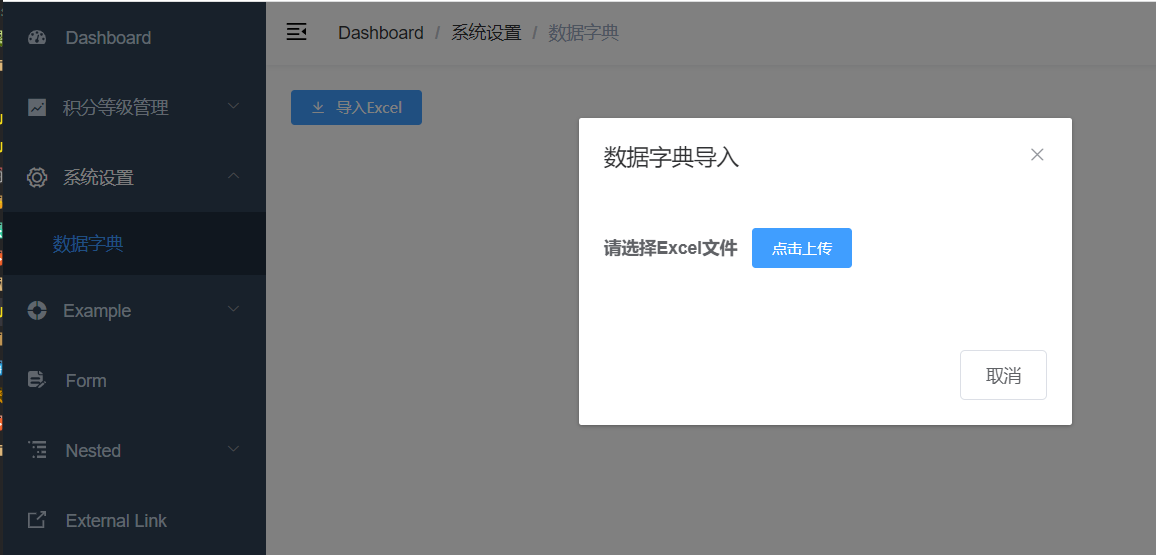 Dashboard
积分等级管理
系统设置
数据字典
Example
Form
Nested
External Link
Dashboard / 系统设置 / 数据字典
导入Excel
数据字典导入
请选择Excel文件 点击上传
取消